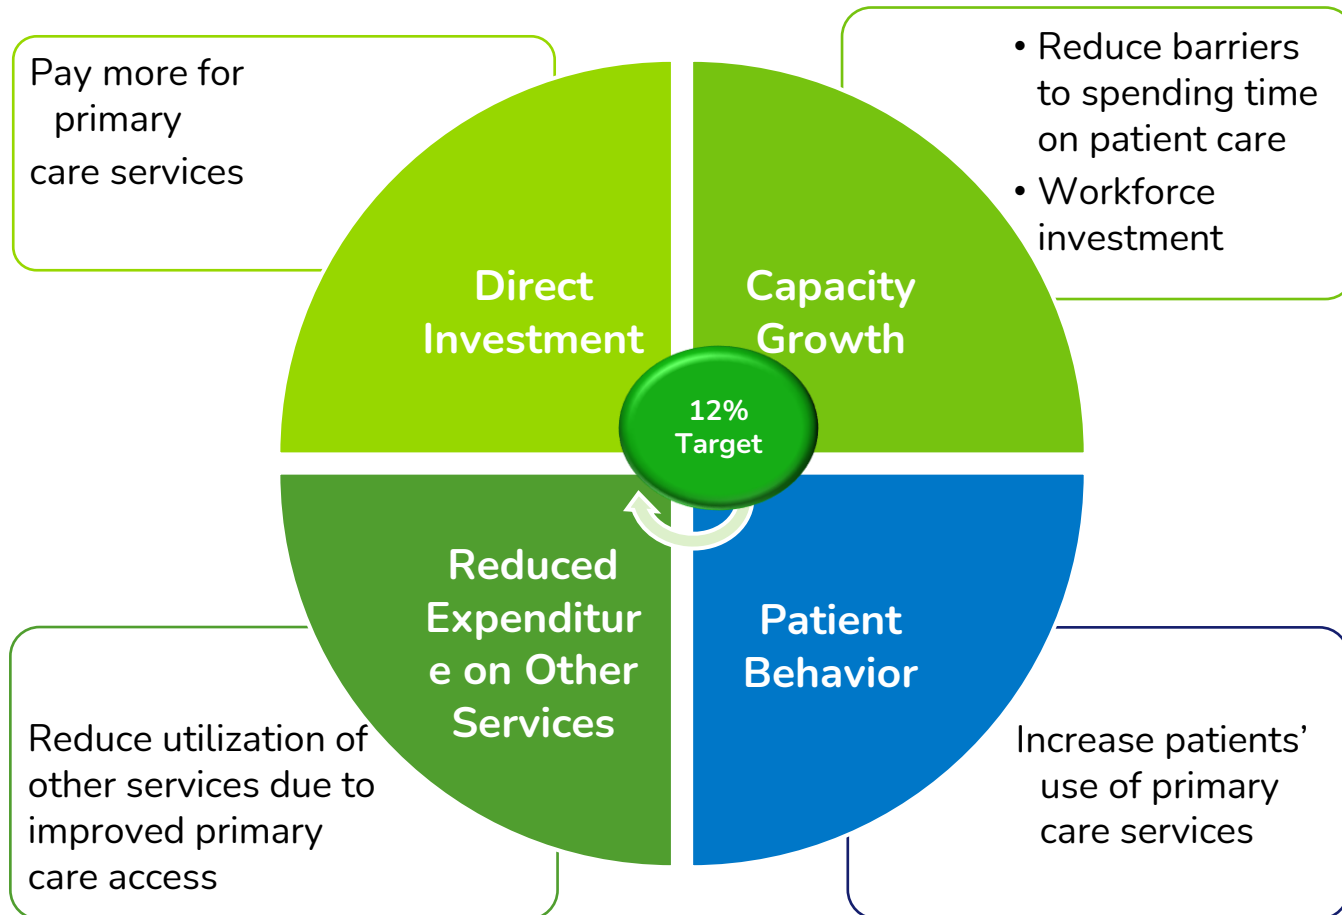 Pay more for
primary
care services
• Reduce barriers
to spending time
on patient care
• Workforce
investment
Direct
Investment
Capacity
Growth
12%
Target
Reduced
Expenditur
e on Other
Services
Patient
Behavior
Reduce utilization of
other services due to
improved primary
care access
Increase patients’
use of primary
care services